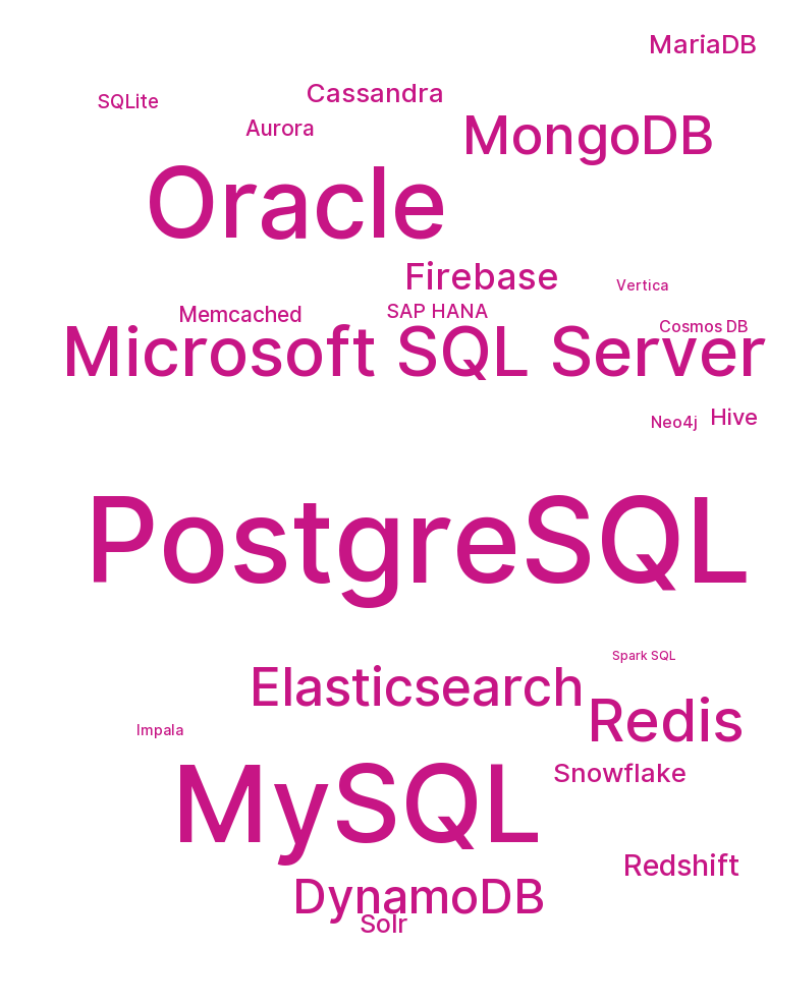 MariaDB
Cassandra
SQLite
Aurora
MongoDB
Oracle
Firebase
Vertica
SAP HANA
Memcached
Cosmos DB
Microsoft SQL Server
Hive
Neo4j
PostgreSQL
Spark SQL
Elasticsearch
Redis
Impala
Snowflake
MySQL
Redshift
DynamoDB
Solr